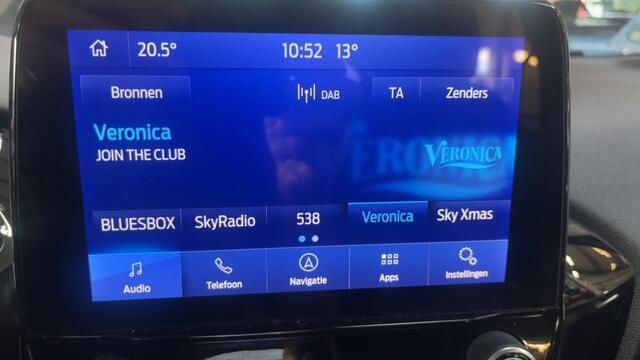 20.5° 10:52 13°
Bronnen DAB TA Zenders
Veronica
JOIN THE CLUB
VERONICA
BLUESBOX SkyRadio 538 Veronica Sky Xmas
Audio Telefoon Navigatie Apps Instellingen